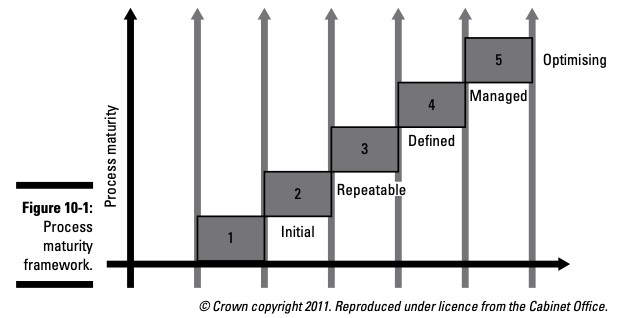 5 Optimising
Managed
4
Defined
3
Repeatable
2
Initial
1
Process maturity
Figure 10-1:
Process
maturity
framework.
© Crown copyright 2011. Reproduced under licence from the Cabinet Office.